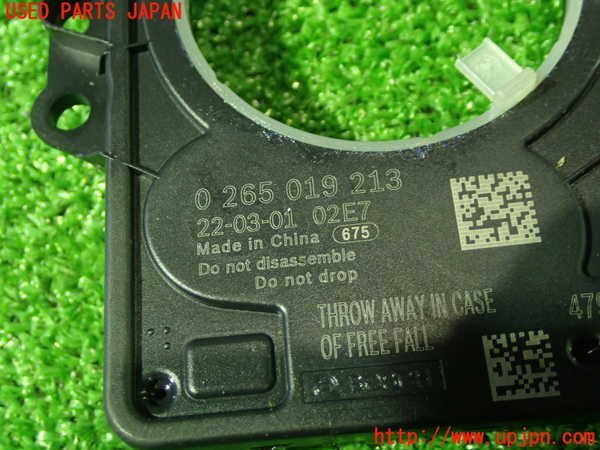 USED PARTS JAPAN
0 265 019 213
22-03-01 02E7
Made in China 675
Do not disassemble
Do not drop
THROW AWAY IN CASE
OF FREE FALL
479
http://www.upjpn.com/